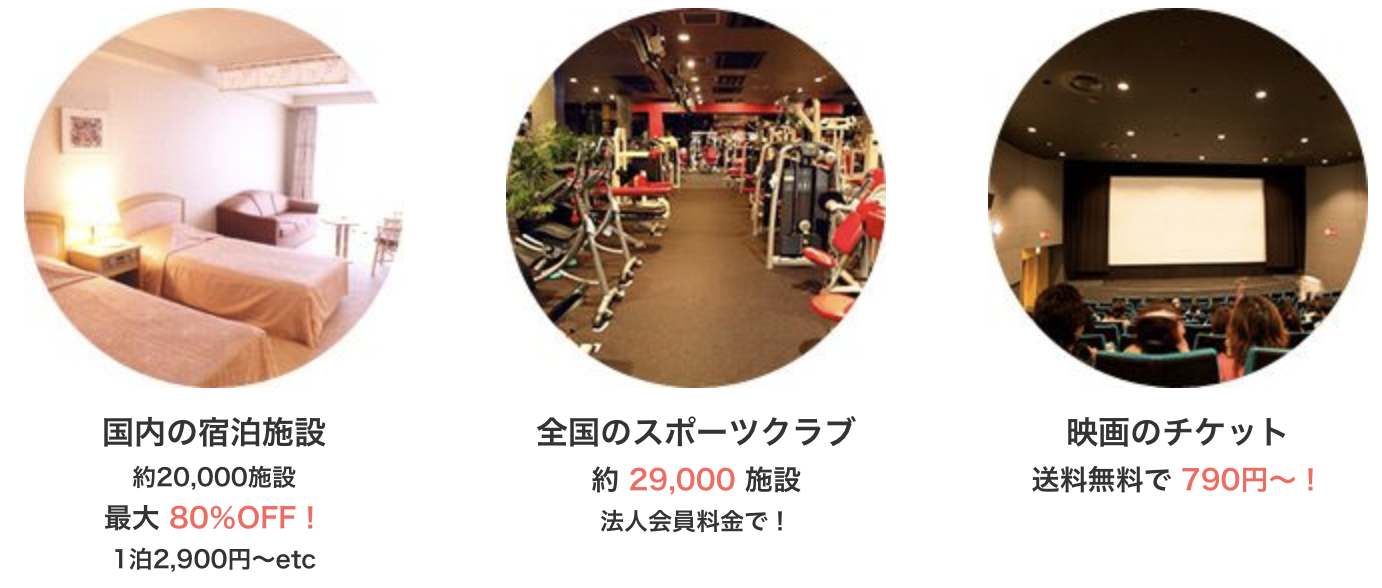 国内の宿泊施設
約20,000施設
最大 80%OFF！
1泊2,900円〜etc
全国のスポーツクラブ
約 29,000 施設
法人会員料金で！
映画のチケット
送料無料で 790円〜！